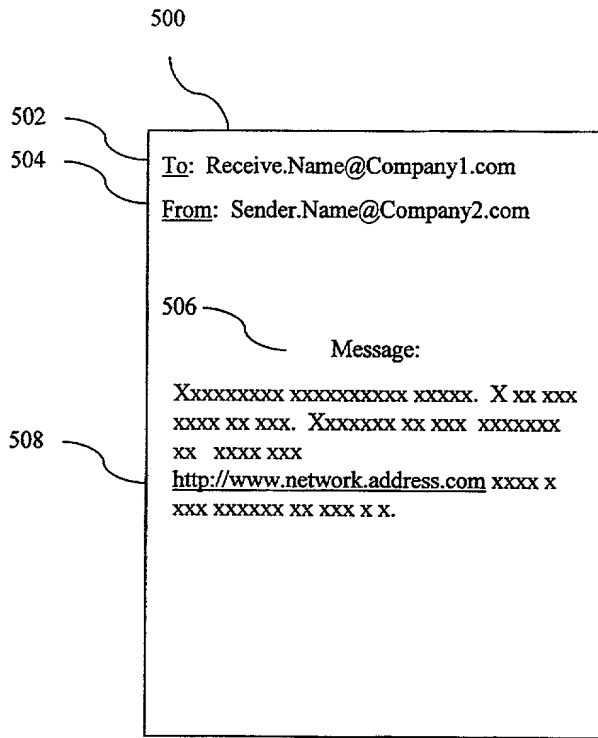 500
502
To: Receive.Name@Company1.com
504
From: Sender.Name@Company2.com
506
Message:
Xxxxxxxxx xxxxxxxxxx xxxxx. X xx xxx
xxxx xx xxx. Xxxxxxx xx xxx xxxxxxx
xx xxxx xxx
508
http://www.network.address.com xxxx x
xxx xxxxxx xx xxx x x.